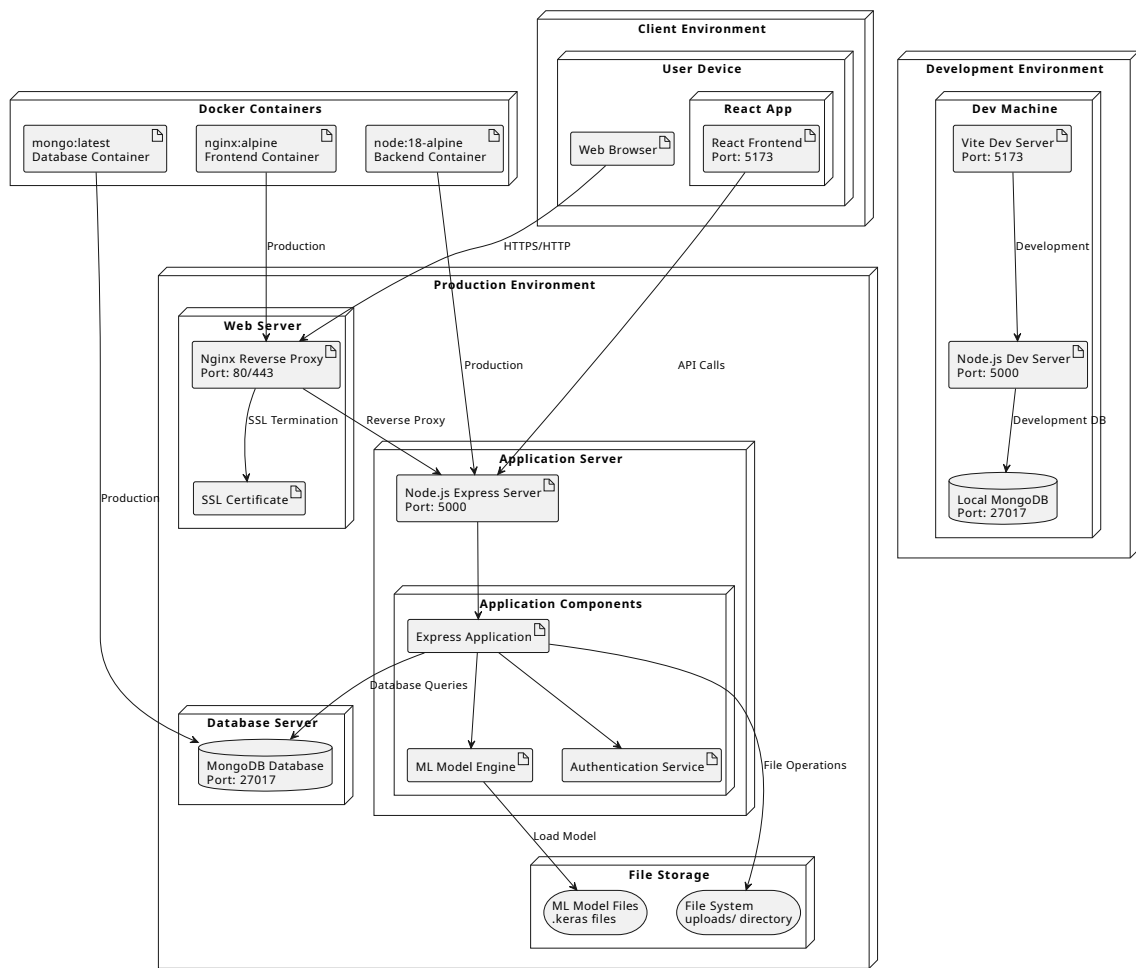 Client Environment
User Device
React App
Web Browser
React Frontend
Port: 5173
Docker Containers
mongo:latest
Database Container
nginx:alpine
Frontend Container
node:18-alpine
Backend Container
Development Environment
Dev Machine
Vite Dev Server
Port: 5173
Development
Node.js Dev Server
Port: 5000
Development DB
Local MongoDB
Port: 27017
Production
HTTPS/HTTP
Production Environment
Web Server
Nginx Reverse Proxy
Port: 80/443
Production
API Calls
SSL Termination
Reverse Proxy
SSL Certificate
Application Server
Node.js Express Server
Port: 5000
Production
Application Components
Express Application
Database Queries
Database Server
MongoDB Database
Port: 27017
ML Model Engine
Authentication Service
File Operations
Load Model
File Storage
ML Model Files
.keras files
File System
uploads/ directory